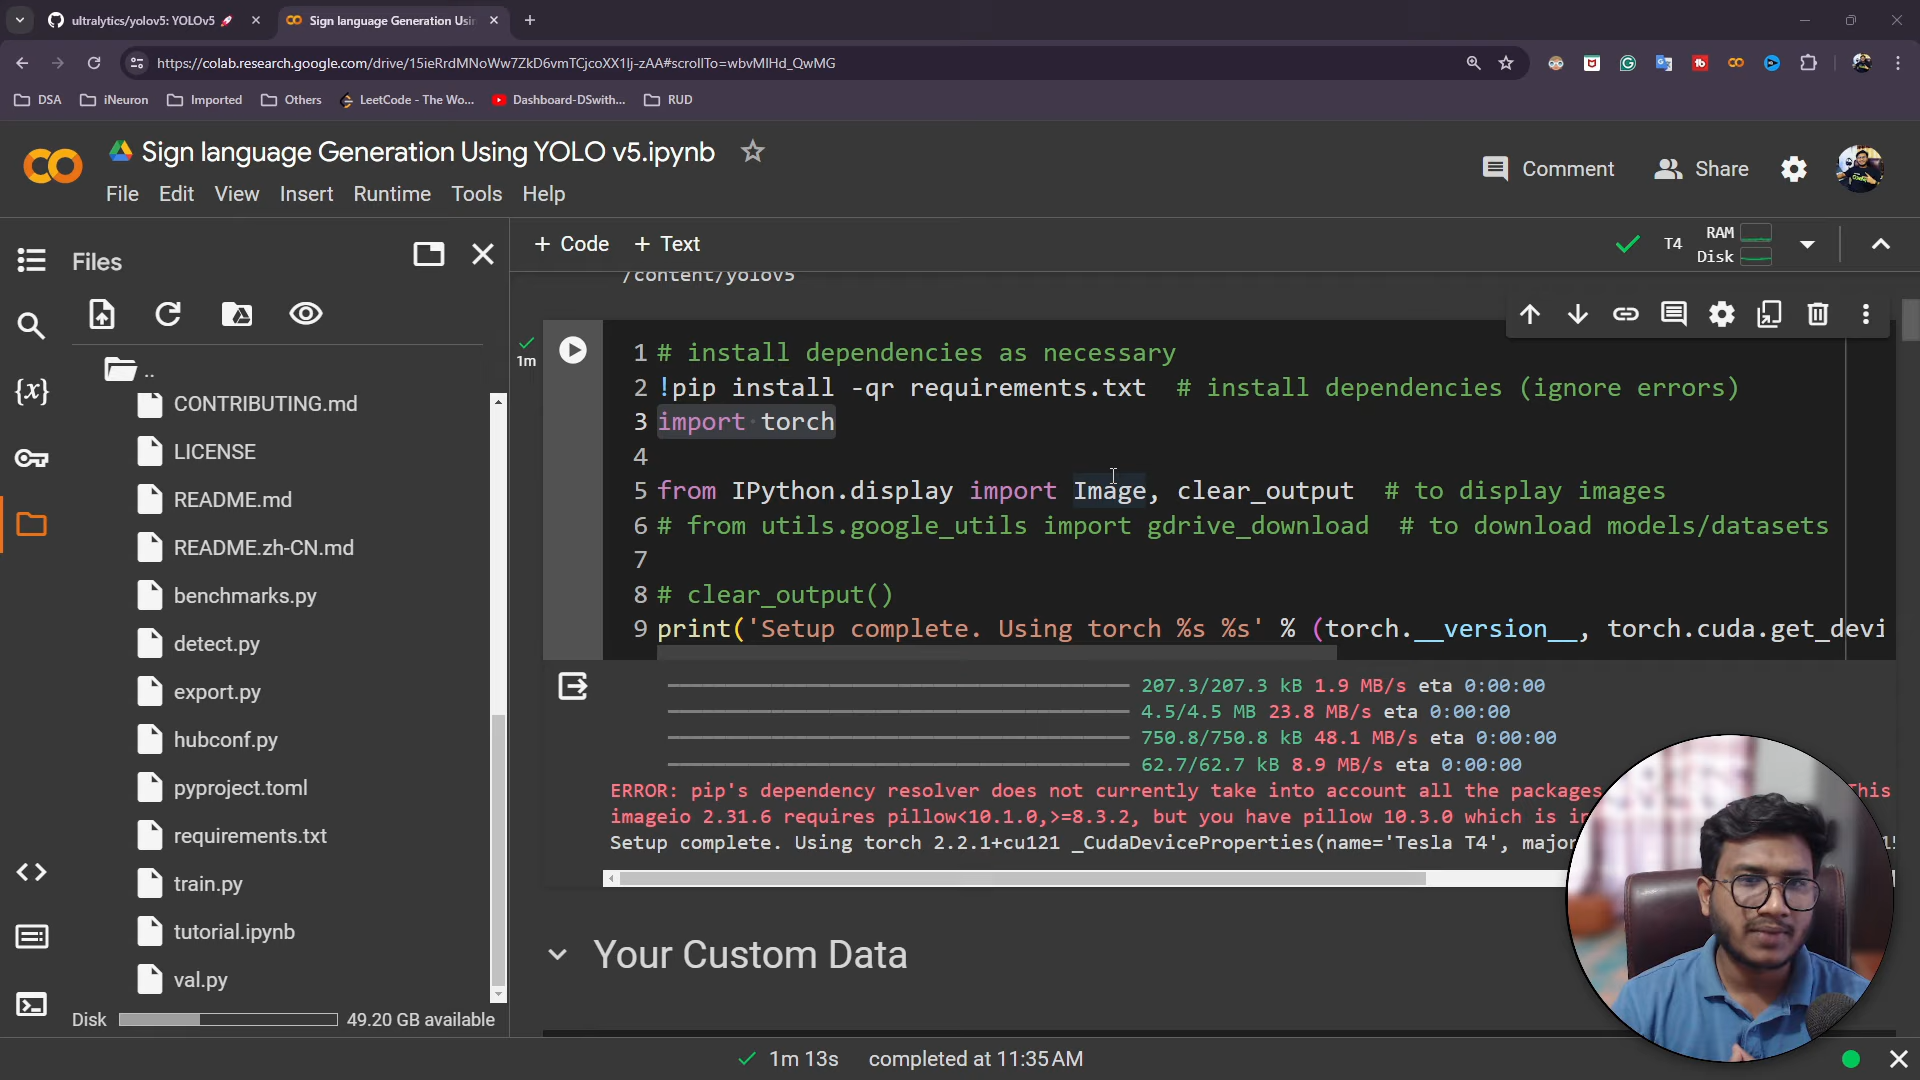 ultralytics/yolov5: YOLOv5 🚀
Sign language Generation Usin
https://colab.research.google.com/drive/15ieRrdMNoWw7ZkD6vmTCjcoXX1Ij-zAA#scrollTo=wbvMIHd_QwMG
DSA
iNeuron
Imported
Others
LeetCode - The Wo...
Dashboard-DSwith...
RUD
Sign language Generation Using YOLO v5.ipynb
File Edit View Insert Runtime Tools Help
Comment
Share
Files
+ Code + Text
T4
RAM
Disk
/content/yolov5
..
CONTRIBUTING.md
LICENSE
README.md
README.zh-CN.md
benchmarks.py
detect.py
export.py
hubconf.py
pyproject.toml
requirements.txt
train.py
tutorial.ipynb
val.py
Disk 49.20 GB available
1m
1 # install dependencies as necessary
2 !pip install -qr requirements.txt  # install dependencies (ignore errors)
3 import torch
4
5 from IPython.display import Image, clear_output  # to display images
6 # from utils.google_utils import gdrive_download  # to download models/datasets
7
8 # clear_output()
9 print('Setup complete. Using torch %s %s' % (torch.__version__, torch.cuda.get_devi
207.3/207.3 kB 1.9 MB/s eta 0:00:00
4.5/4.5 MB 23.8 MB/s eta 0:00:00
750.8/750.8 kB 48.1 MB/s eta 0:00:00
62.7/62.7 kB 8.9 MB/s eta 0:00:00
ERROR: pip's dependency resolver does not currently take into account all the packages This
imageio 2.31.6 requires pillow<10.1.0,>=8.3.2, but you have pillow 10.3.0 which is
Setup complete. Using torch 2.2.1+cu121 _CudaDeviceProperties(name='Tesla T4', major
Your Custom Data
1m 13s completed at 11:35 AM